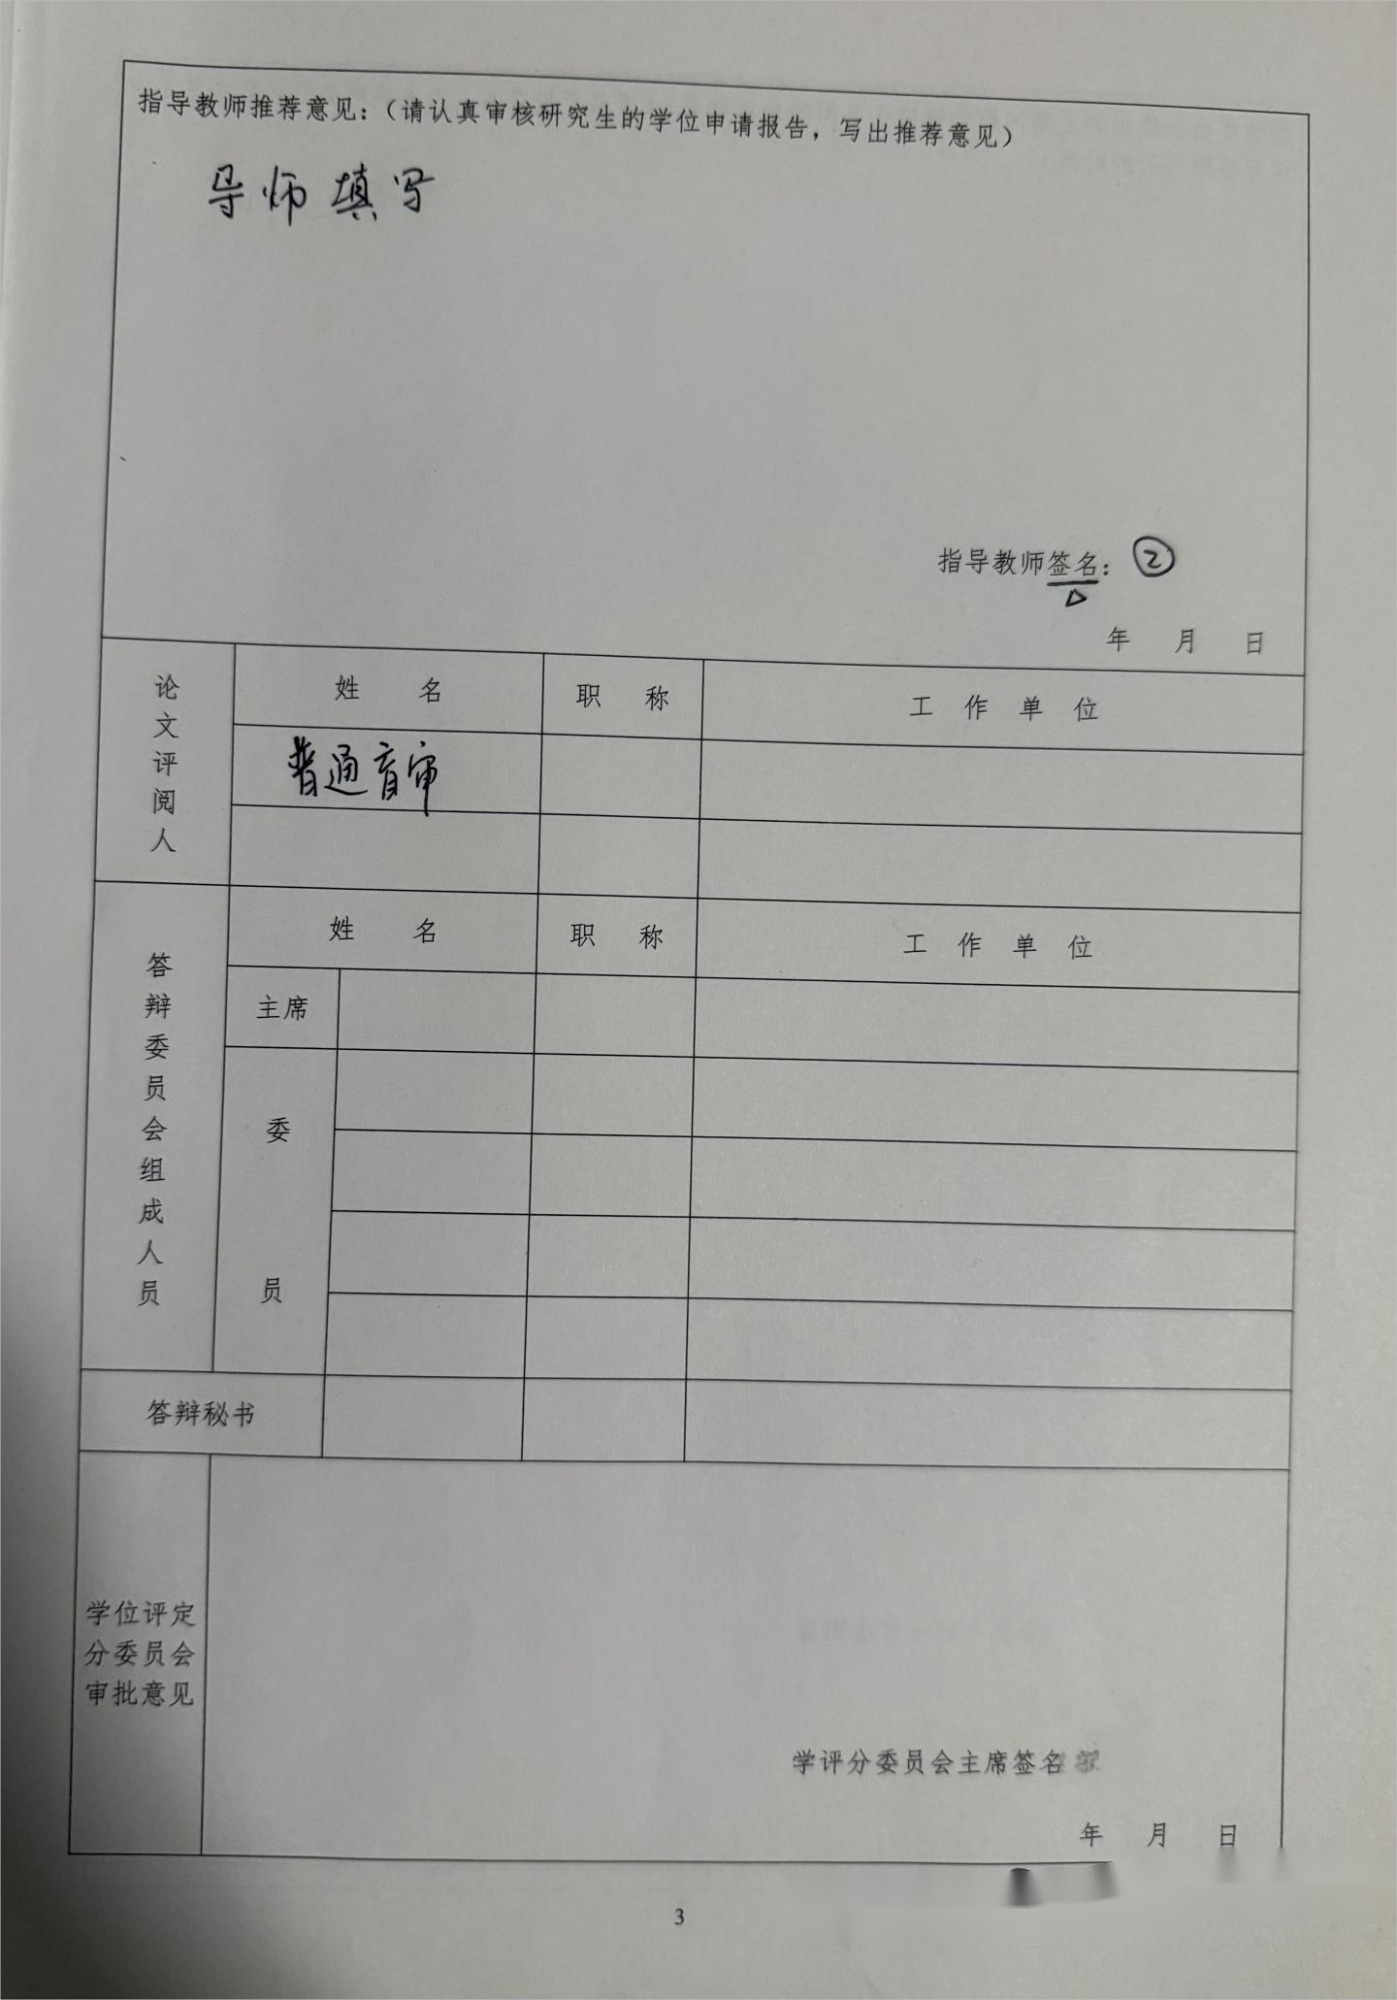 指导教师推荐意见：（请认真审核研究生的学位申请报告，写出推荐意见）
导师填写
指导教师签名： ②
年 月 日
论文评阅人
姓 名 职 称 工 作 单 位
普通盲审
答辩委员会组成人员
姓 名 职 称 工 作 单 位
主席
委员
答辩秘书
学位评定
分委员会
审批意见
学评分委员会主席签名
年 月 日
3